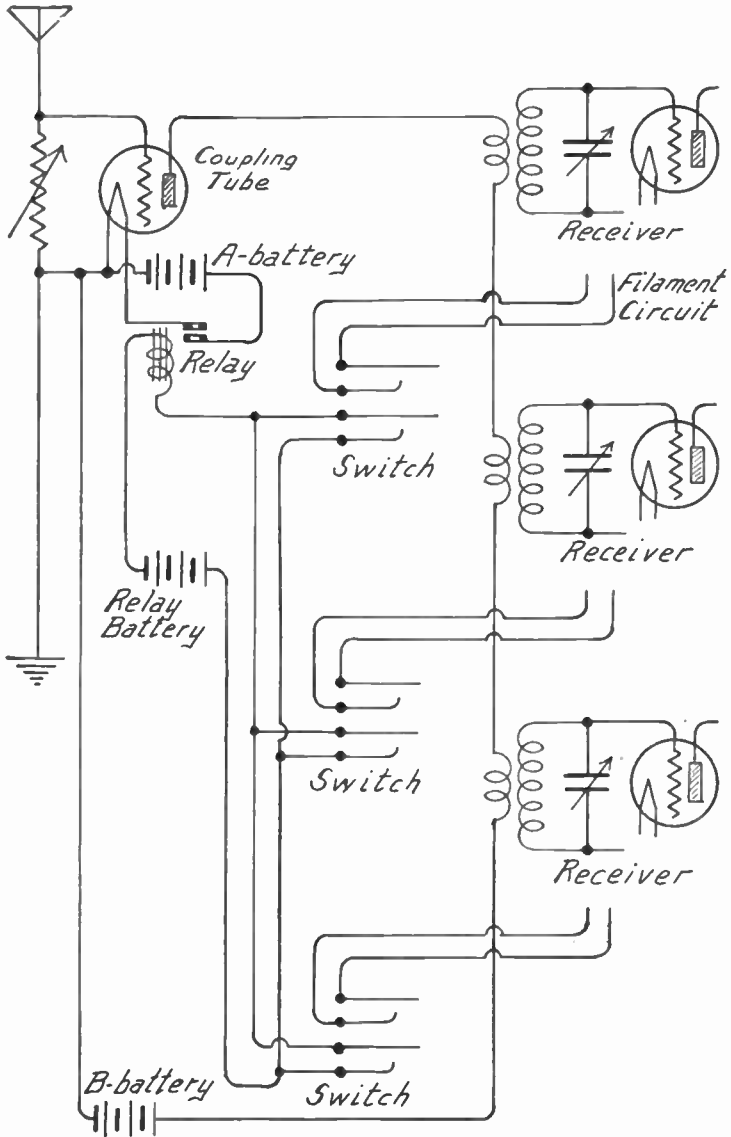 Coupling
Tube
Receiver
A-battery
Filament
Circuit
Relay
Switch
Receiver
Relay
Battery
Switch
Receiver
B-battery
Switch